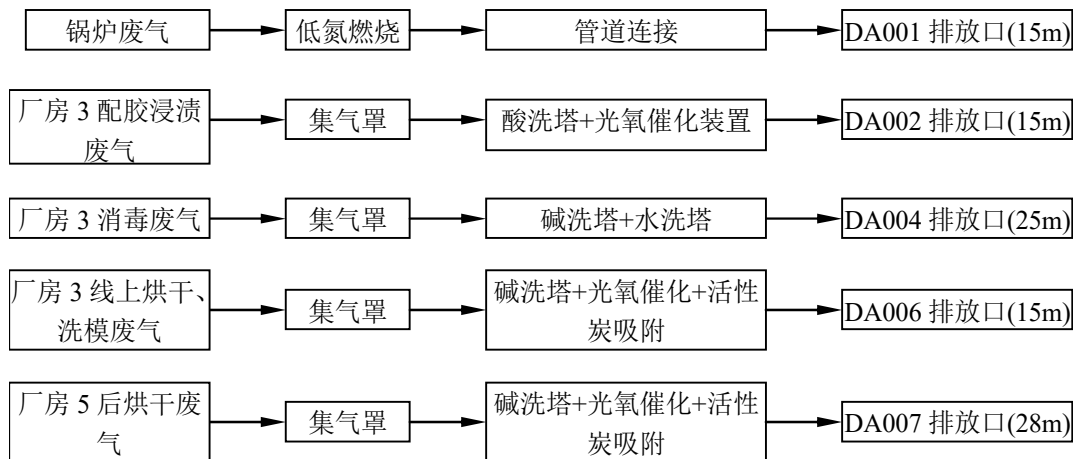 锅炉废气 低氮燃烧 管道连接 DA001 排放口(15m)
厂房 3 配胶浸渍
废气
集气罩
酸洗塔+光氧催化装置
DA002 排放口(15m)
厂房 3 消毒废气 集气罩 碱洗塔+水洗塔 DA004 排放口(25m)
厂房 3 线上烘干、
洗模废气
集气罩
碱洗塔+光氧催化+活性
炭吸附
DA006 排放口(15m)
厂房 5 后烘干废
气
集气罩
碱洗塔+光氧催化+活性
炭吸附
DA007 排放口(28m)